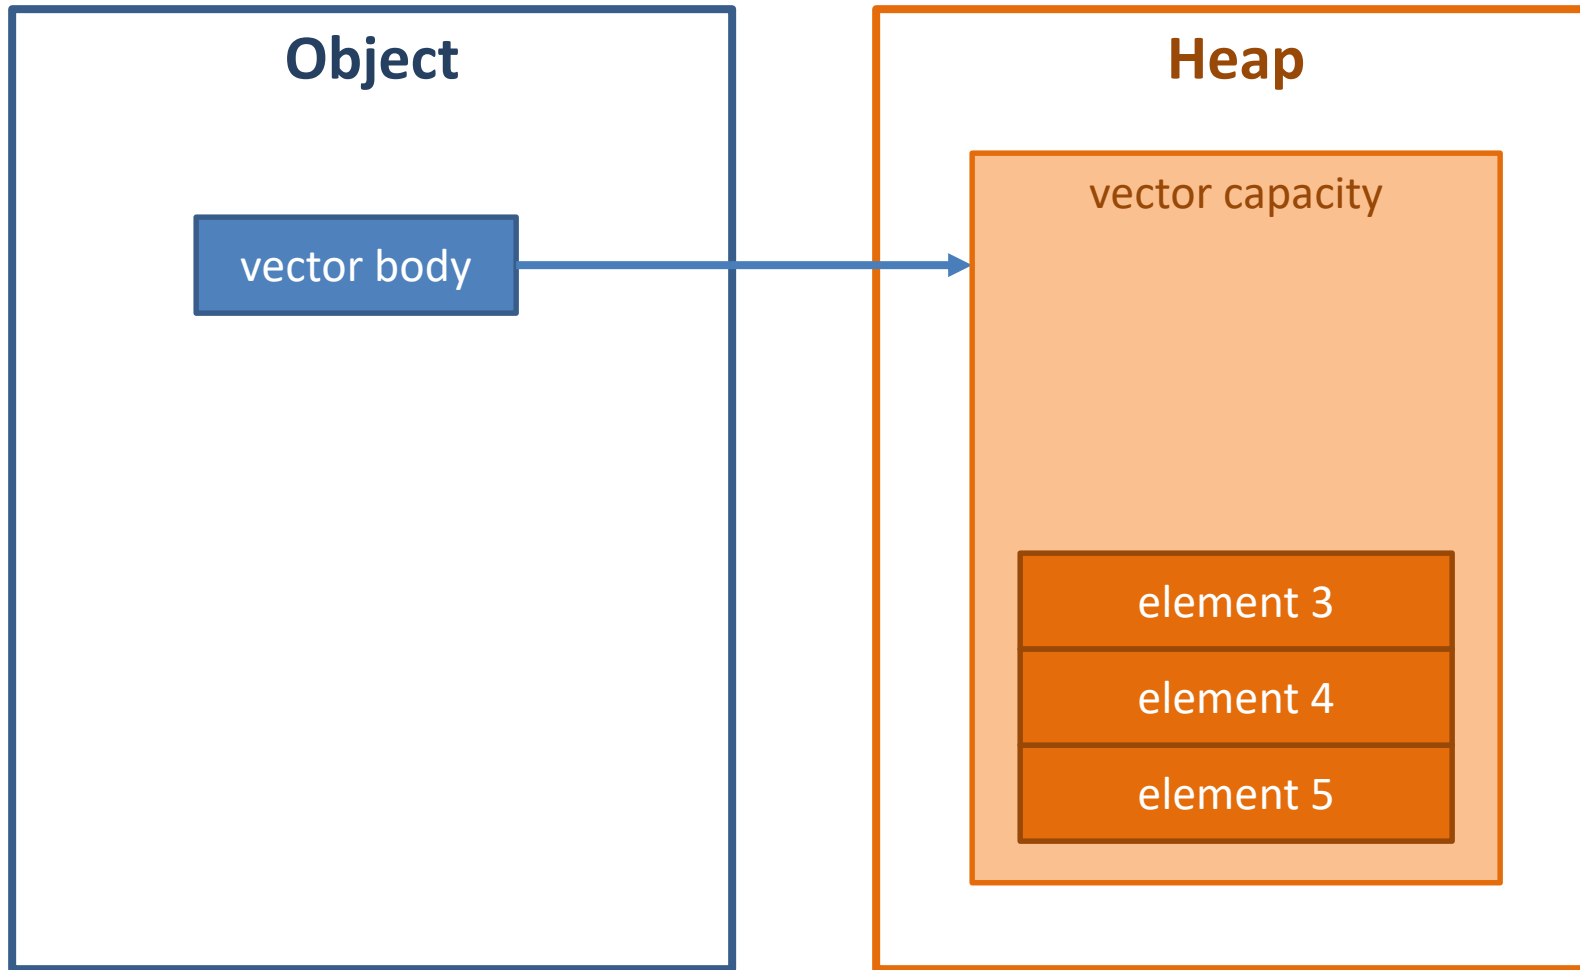 Object
Heap
vector capacity
vector body
element 3
element 4
element 5